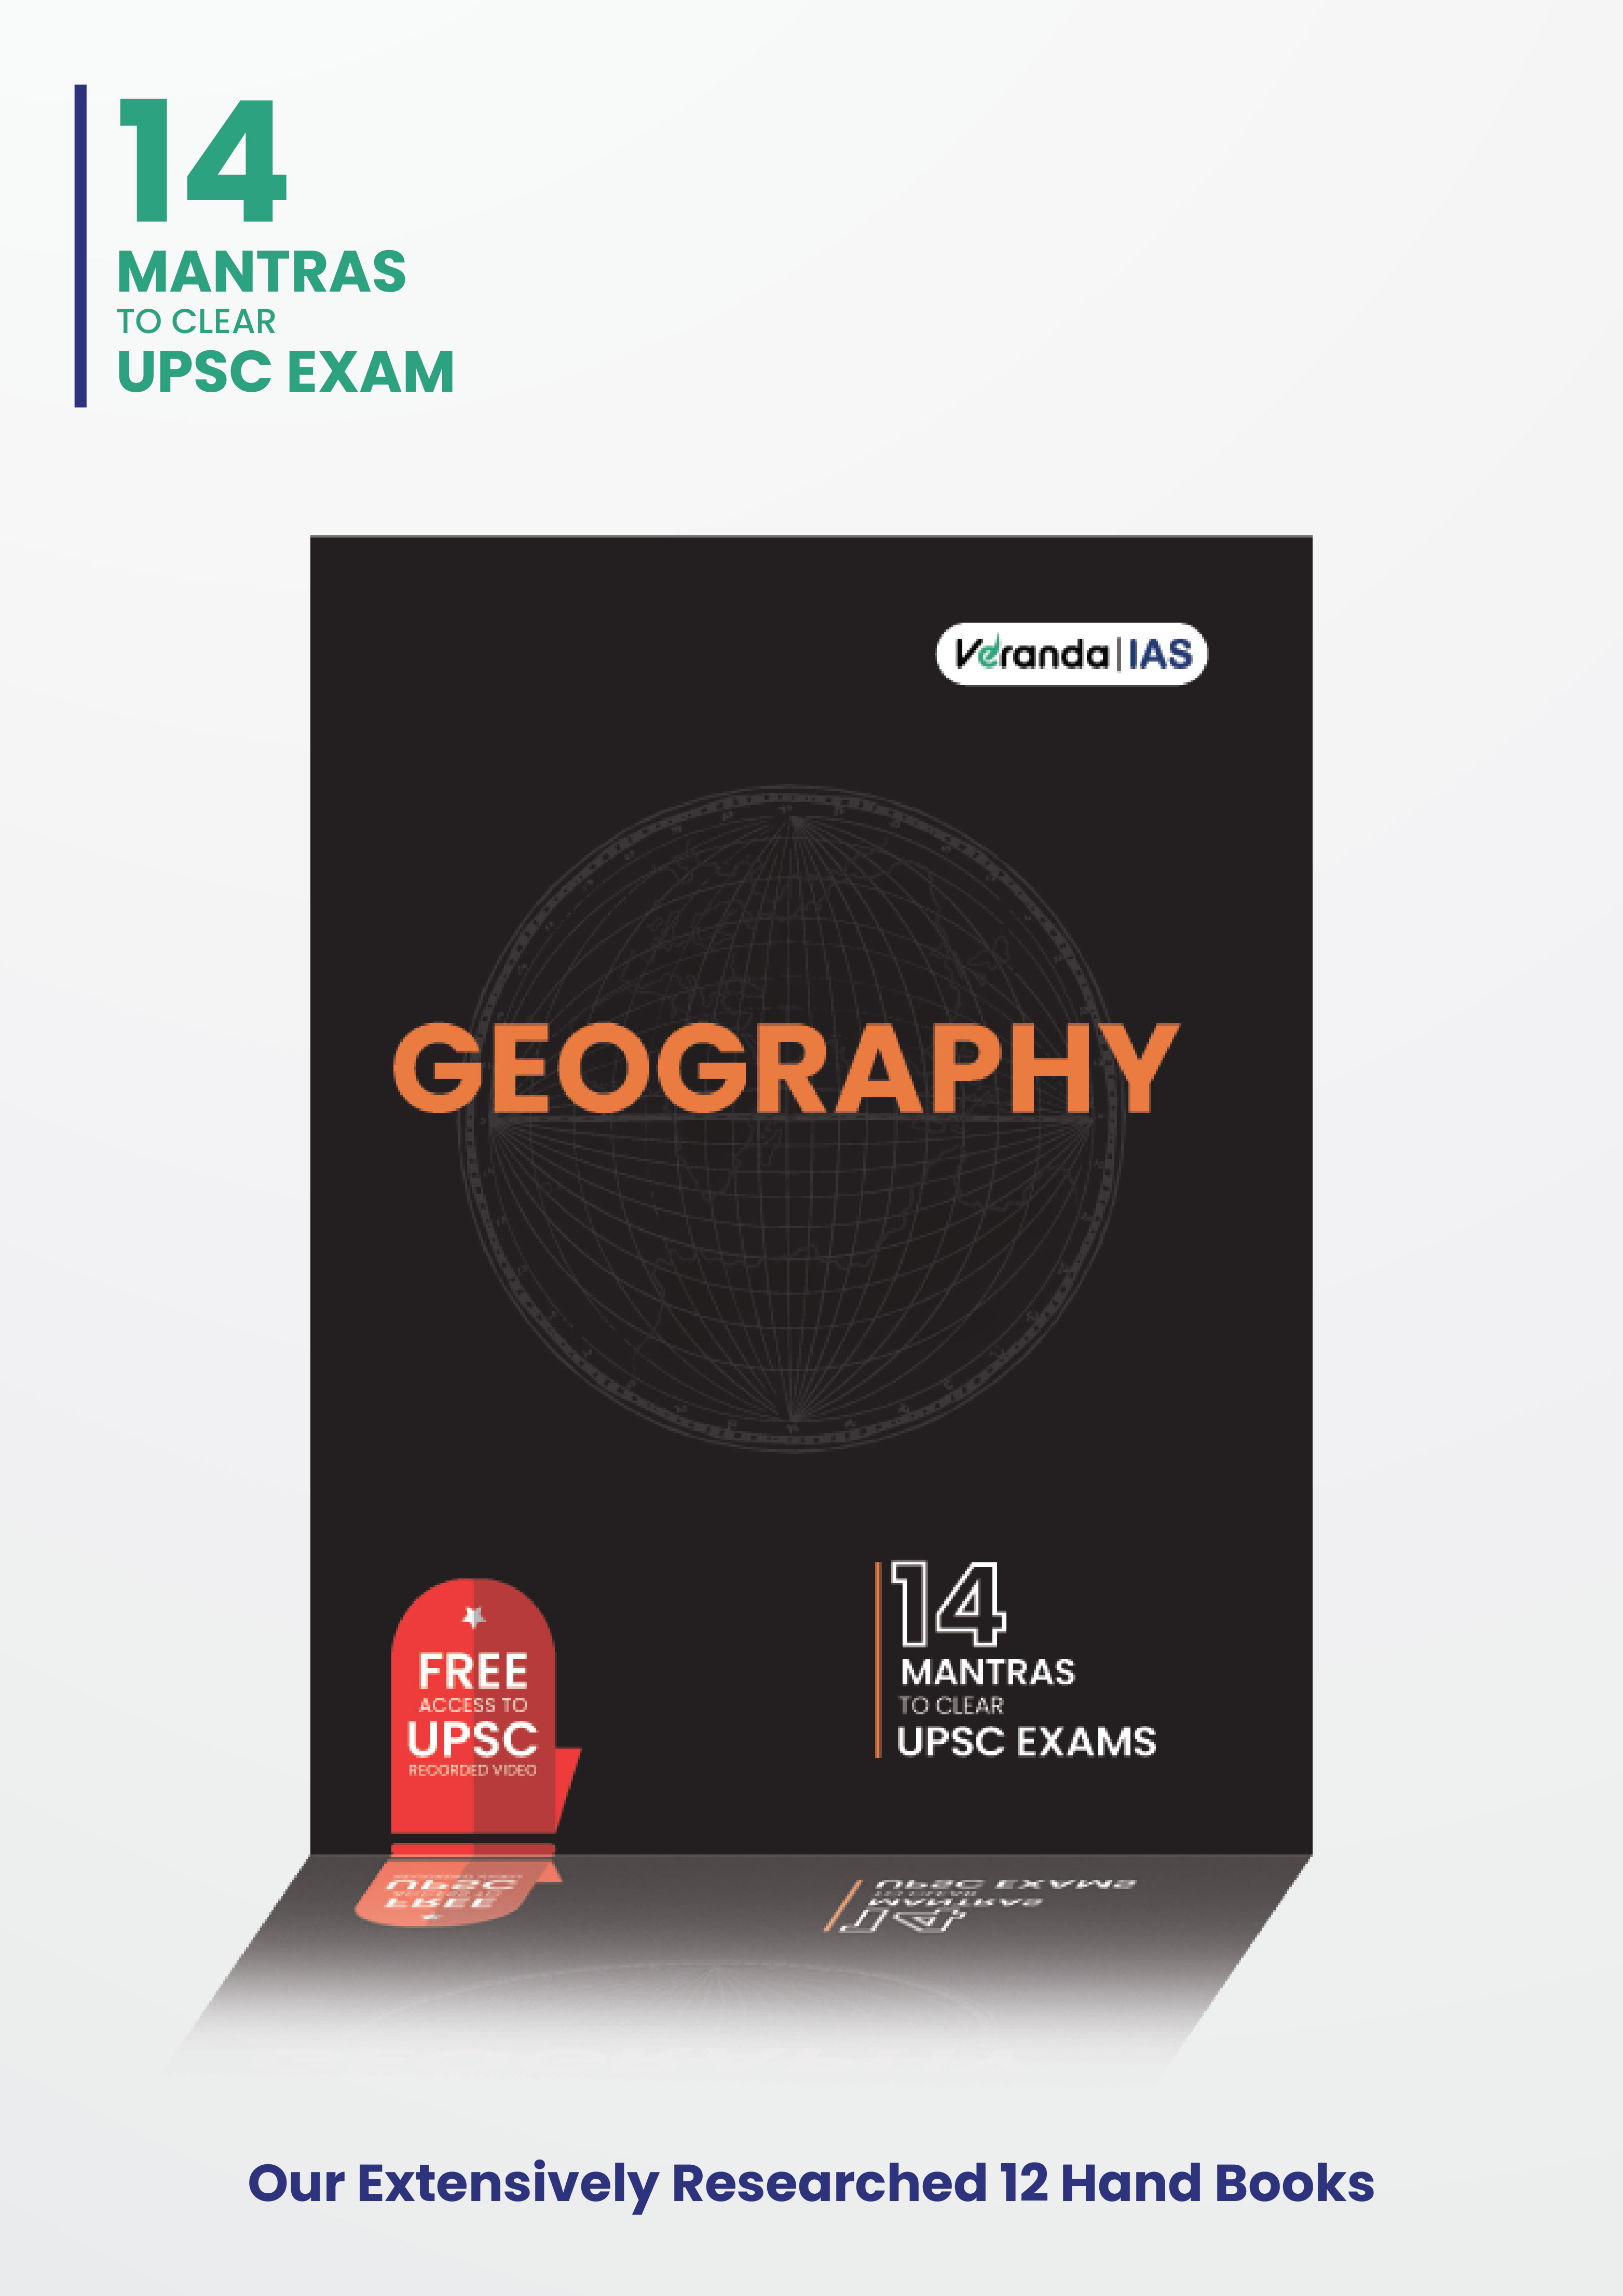 14
MANTRAS
TO CLEAR
UPSC EXAM
Veranda|IAS
GEOGRAPHY
FREE
ACCESS TO
UPSC
RECORDED VIDEO
14
MANTRAS
TO CLEAR
UPSC EXAMS
Our Extensively Researched 12 Hand Books